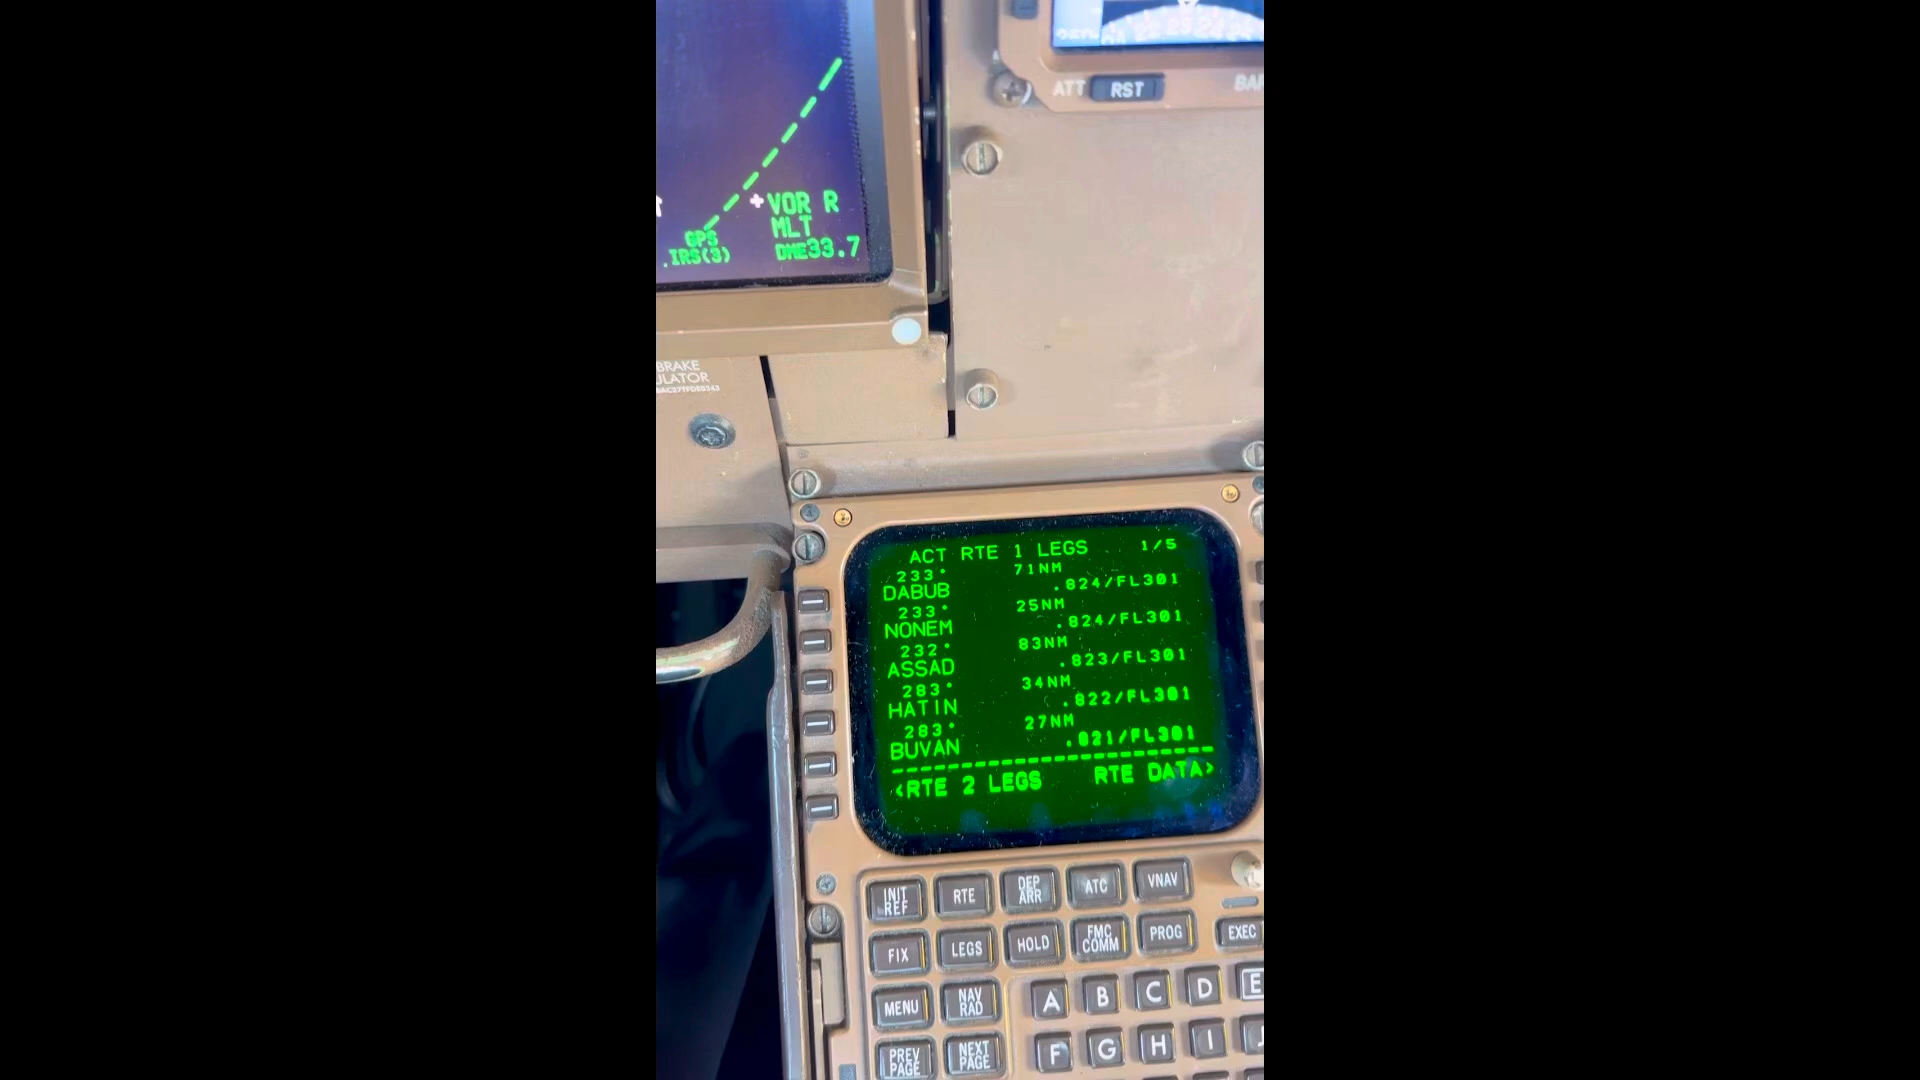 ATT RST
VOR R
MLT
DME33.7
GPS
.IRS(3)
BRAKE
ULATOR
ACT RTE 1 LEGS 1/5
233° 71NM
DABUB .824/FL301
233° 25NM
NONEM .824/FL301
232° 83NM
ASSAD .823/FL301
283° 34NM
HATIN .822/FL301
283° 27NM
BUVAN .821/FL301
<RTE 2 LEGS RTE DATA>
INIT REF RTE DEP ARR ATC VNAV
FIX LEGS HOLD FMC COMM PROG EXEC
MENU NAV RAD A B C D E
PREV PAGE NEXT PAGE F G H I J